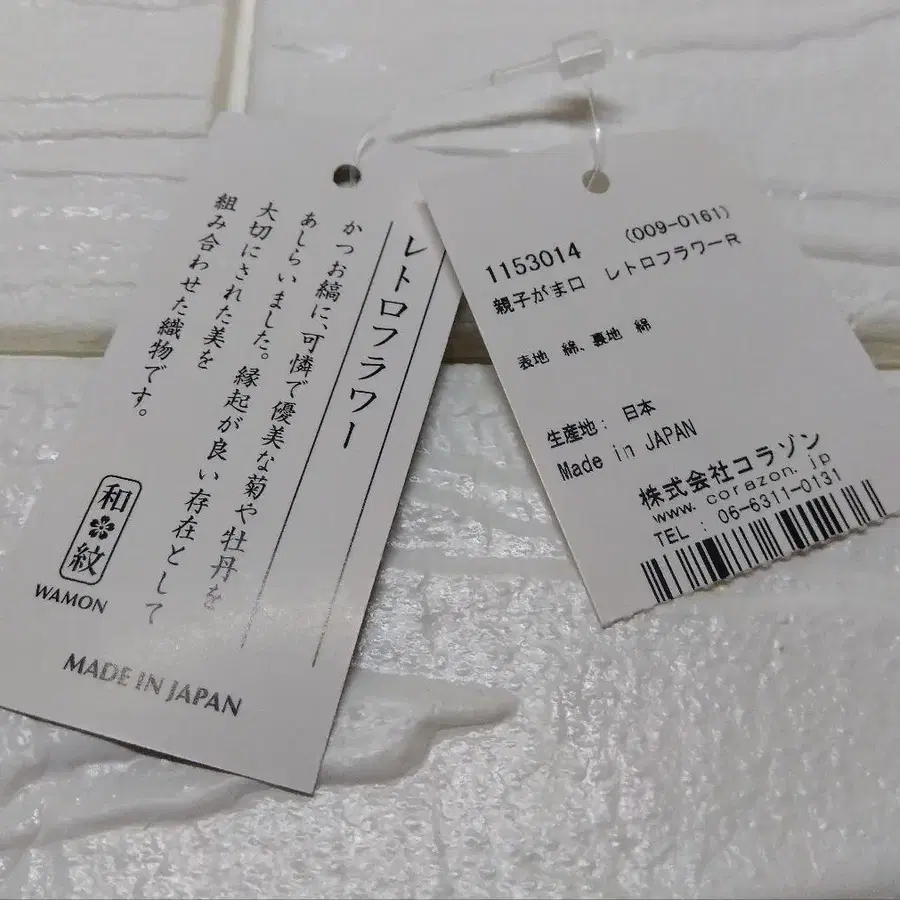 レトロフラワー
かつお縞に、可憐で優美な菊や牡丹を
あしらいました。縁起が良い存在として
大切にされた美を
組み合わせた織物です。
和
紋
WAMON
MADE IN JAPAN
1153014 (009-0161)
親子がま口 レトロフラワーR
表地 綿、裏地 綿
生産地: 日本
Made in JAPAN
株式会社コラゾン
www.corazon.jp
TEL : 06-6311-0131